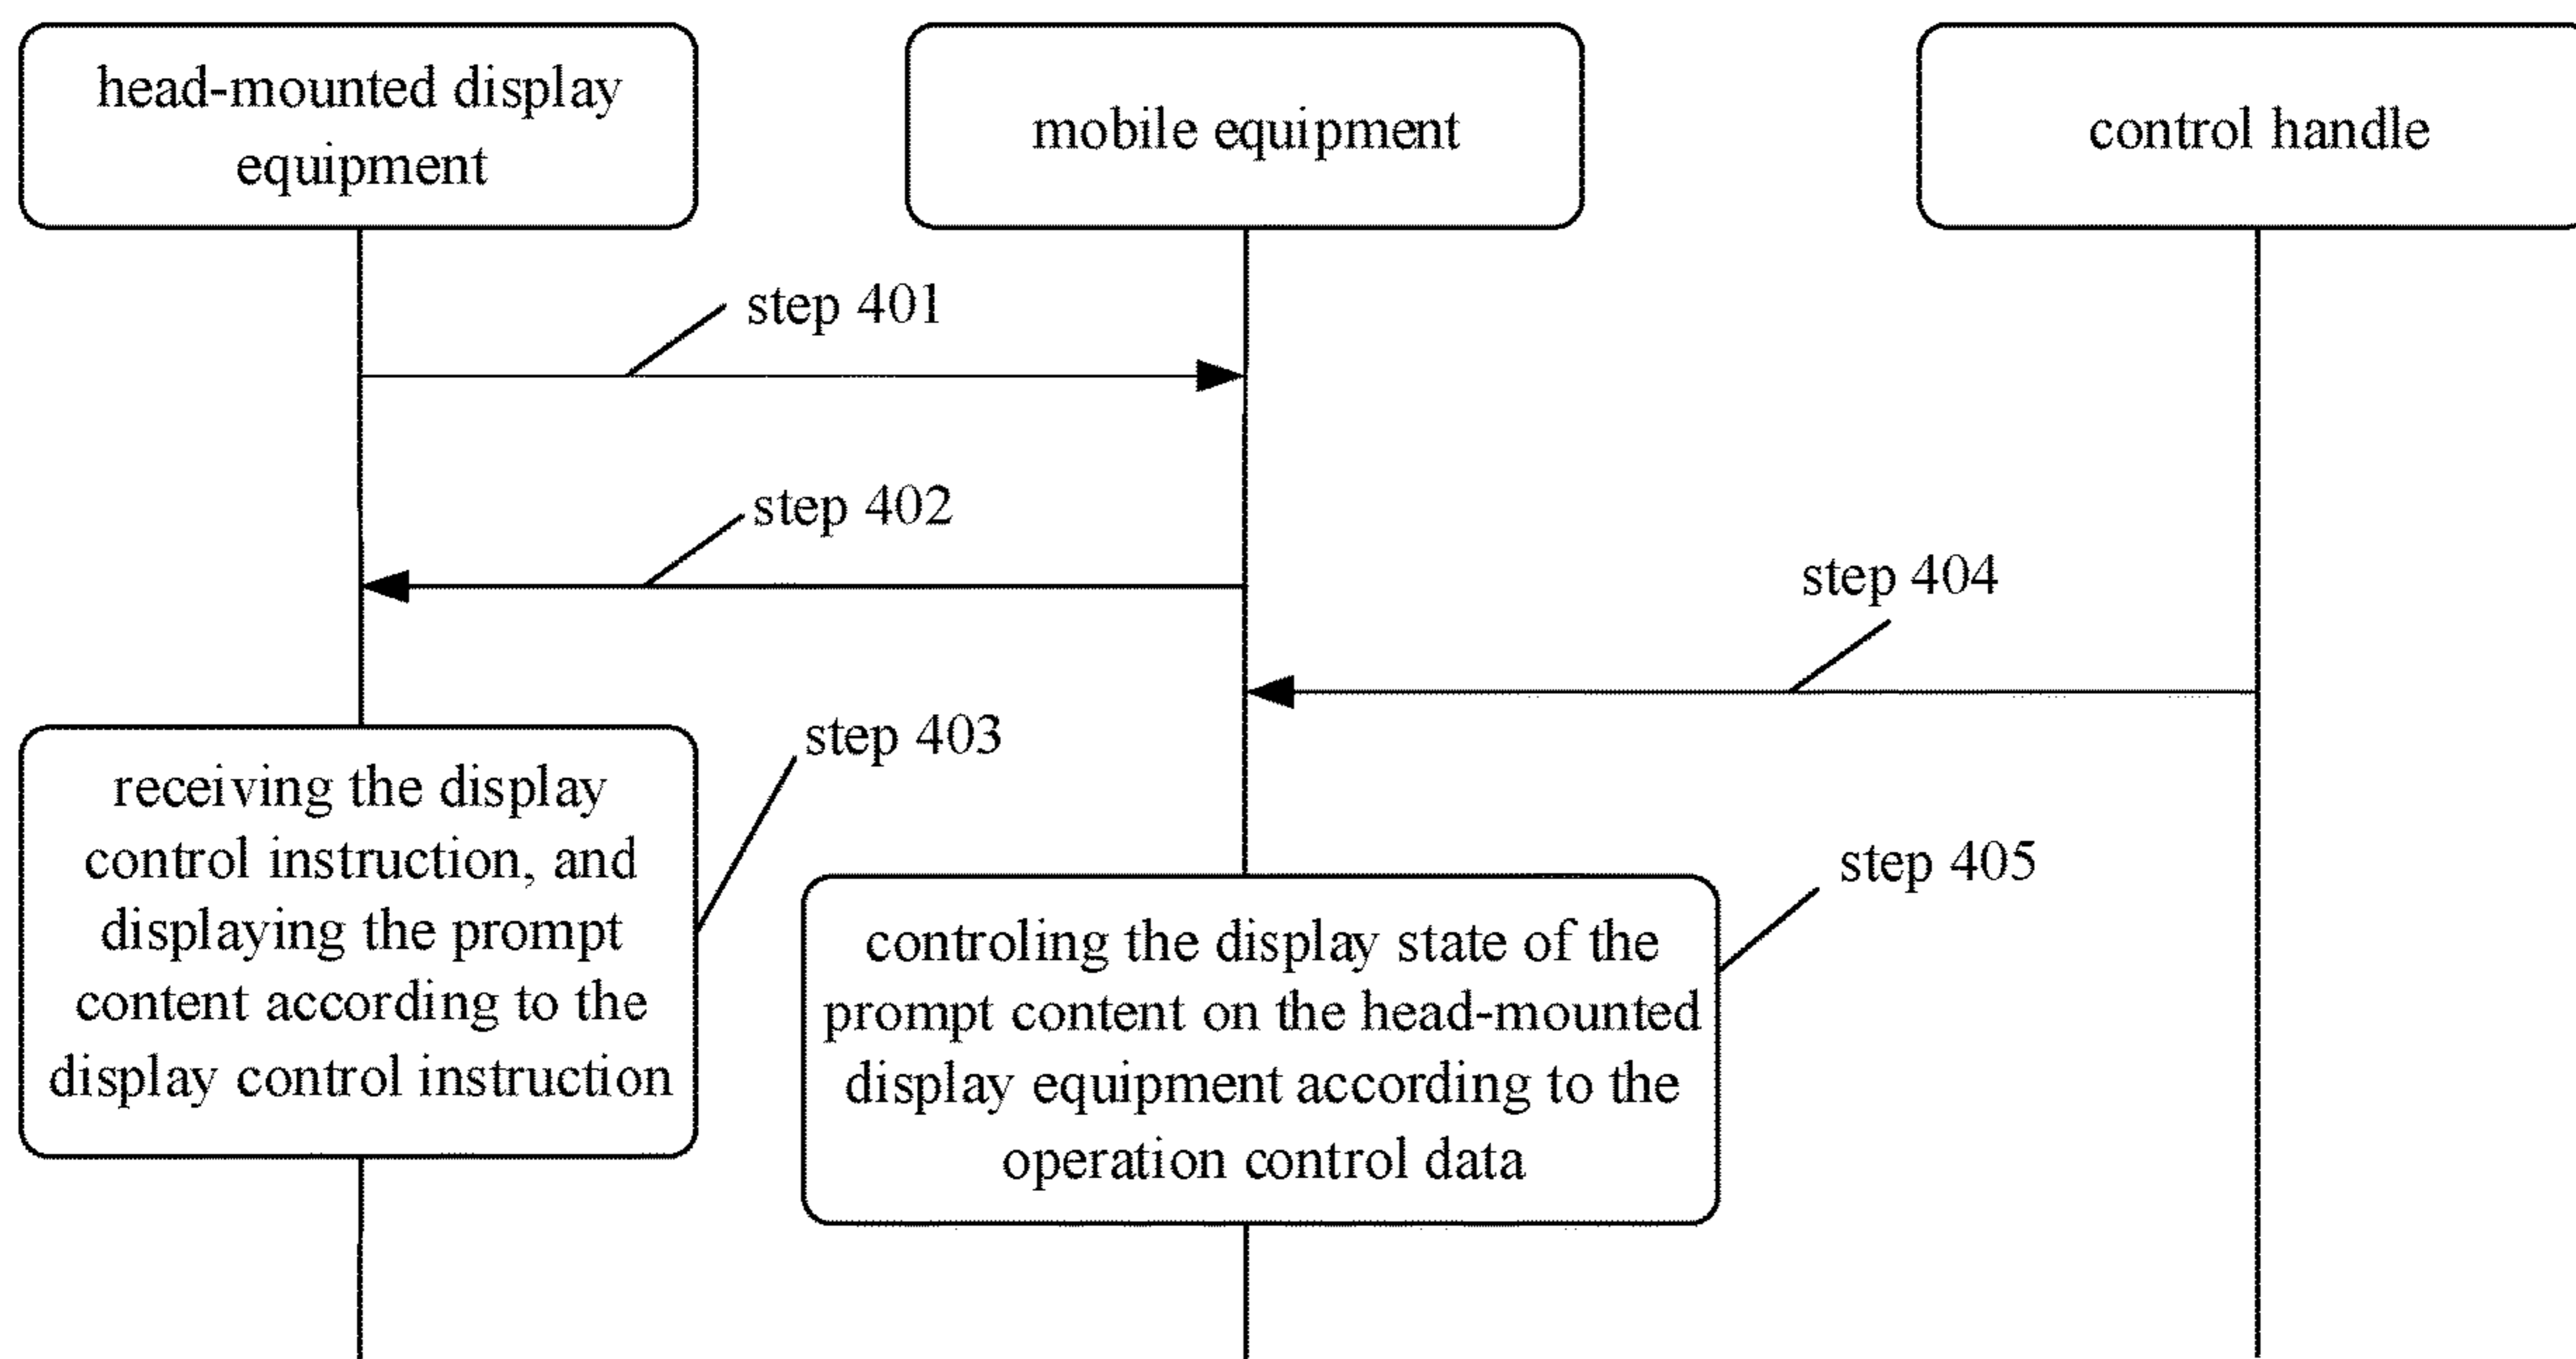 head-mounted display
equipment
mobile equipment
control handle
step 401
step 402
step 404
step 403
receiving the display
control instruction, and
displaying the prompt
content according to the
display control instruction
step 405
controling the display state of the
prompt content on the head-mounted
display equipment according to the
operation control data